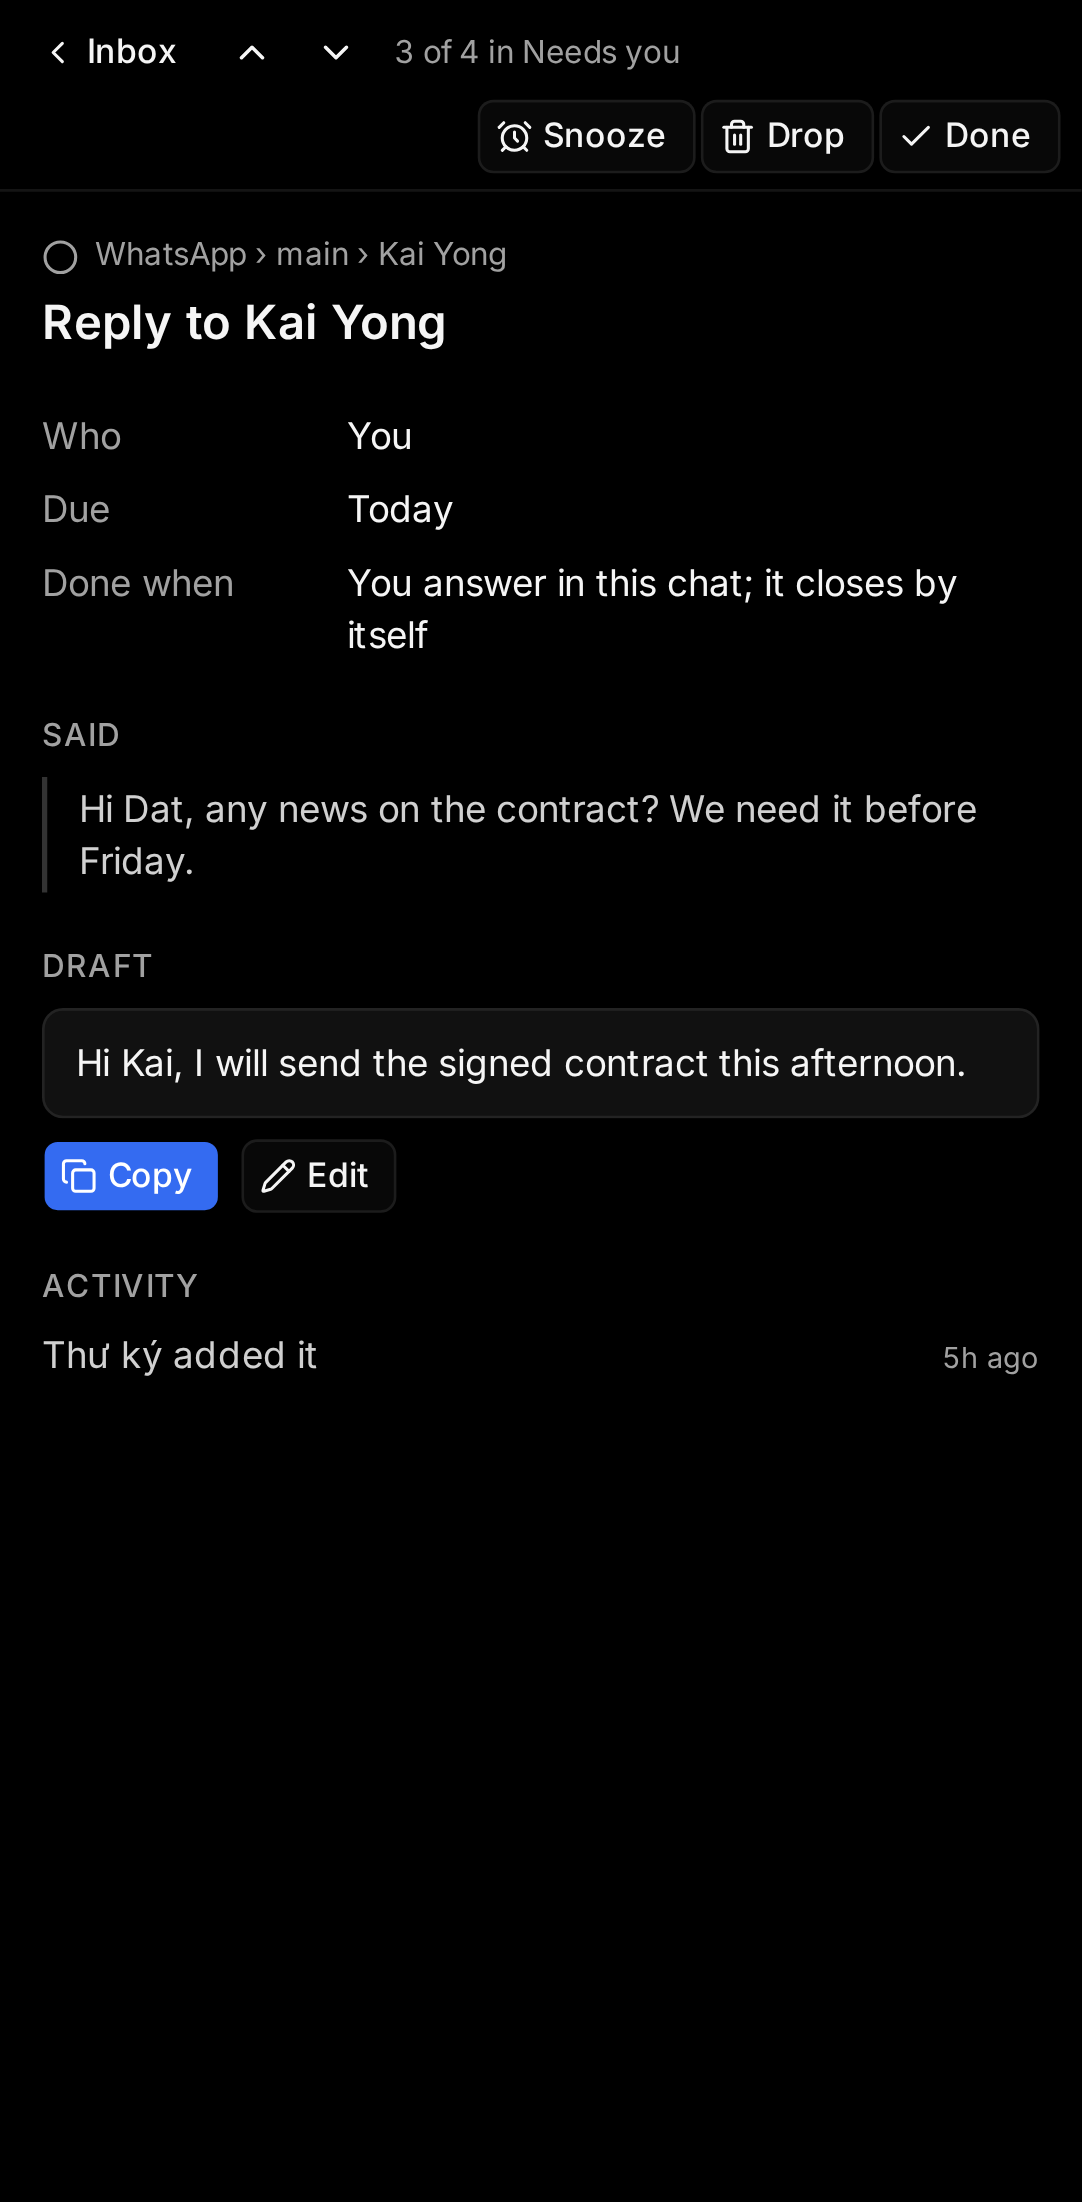 Inbox
3 of 4 in Needs you
Snooze
Drop
Done
WhatsApp › main › Kai Yong
Reply to Kai Yong
Who
You
Due
Today
Done when
You answer in this chat; it closes by
itself
SAID
Hi Dat, any news on the contract? We need it before
Friday.
DRAFT
Hi Kai, I will send the signed contract this afternoon.
Copy
Edit
ACTIVITY
Thư ký added it
5h ago